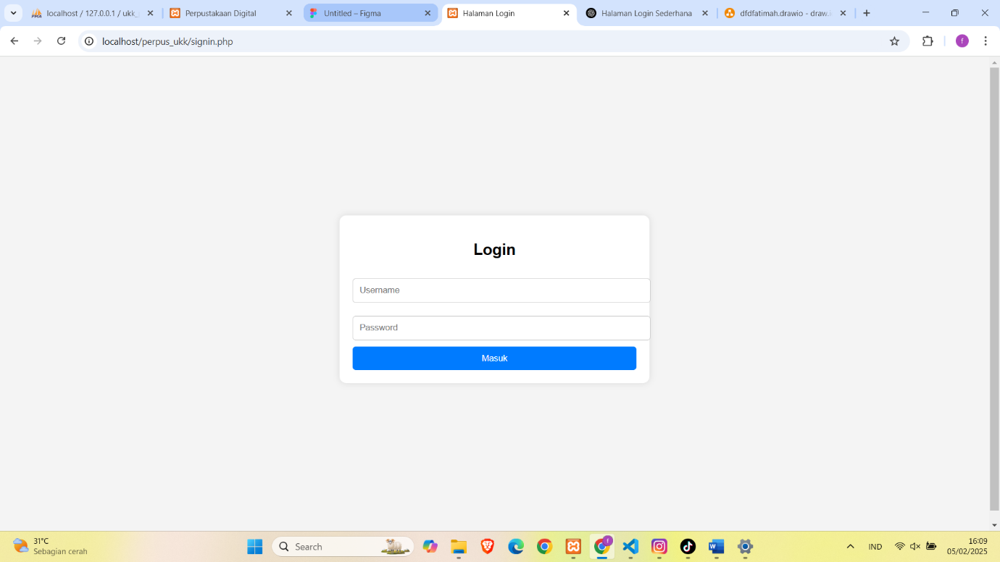 localhost / 127.0.0.1 / ukk_
Perpustakaan Digital
Untitled – Figma
Halaman Login
Halaman Login Sederhana
dfdfatimah.drawio - draw.i
localhost/perpus_ukk/signin.php
f
Login
Username
Password
Masuk
31°C
Sebagian cerah
Search
f
IND
16:09
05/02/2025